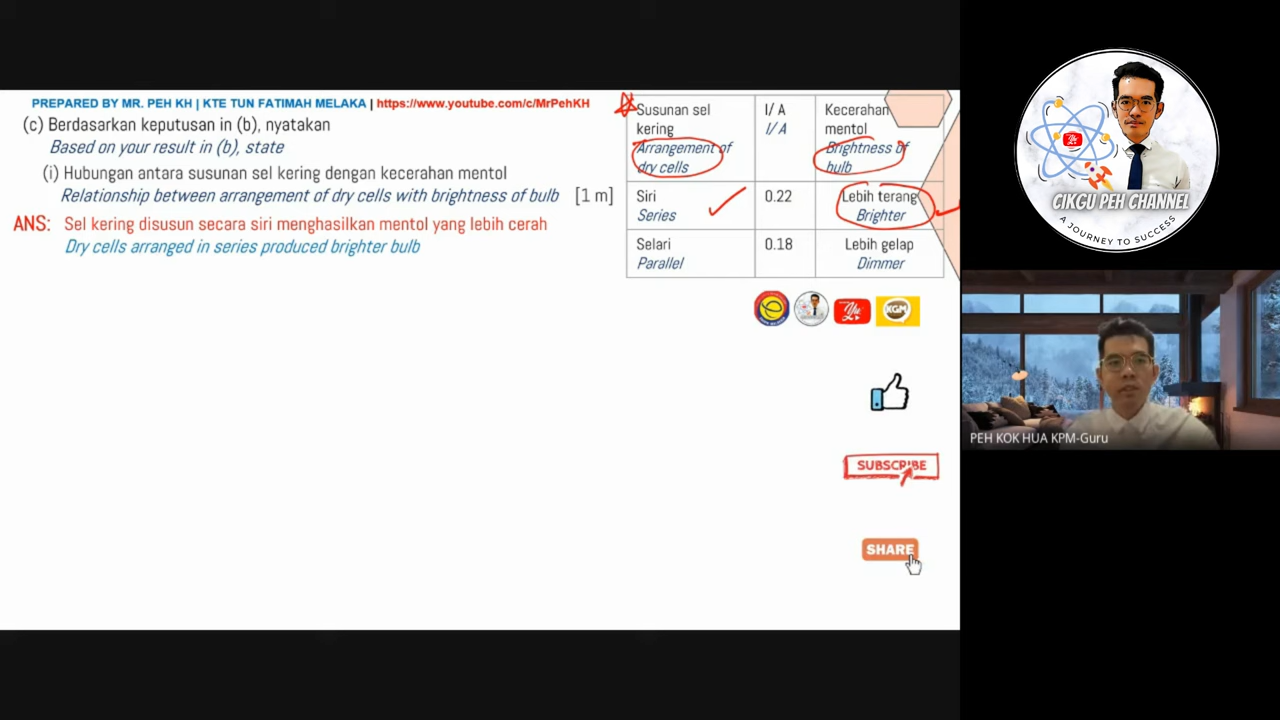 PREPARED BY MR. PEH KH | KTE TUN FATIMAH MELAKA | https://www.youtube.com/c/MrPehKH
(c) Berdasarkan keputusan in (b), nyatakan
Based on your result in (b), state
(i) Hubungan antara susunan sel kering dengan kecerahan mentol
Relationship between arrangement of dry cells with brightness of bulb [1 m]
ANS: Sel kering disusun secara siri menghasilkan mentol yang lebih cerah
Dry cells arranged in series produced brighter bulb
Susunan sel kering I/ A Kecerahan mentol
Arrangement of dry cells I/ A Brightness of bulb
Siri 0.22 Lebih terang
Series Brighter
Selari 0.18 Lebih gelap
Parallel Dimmer
XGM
SUBSCRIBE
SHARE
CIKGU PEH CHANNEL
A JOURNEY TO SUCCESS
PEH KOK HUA KPM-Guru